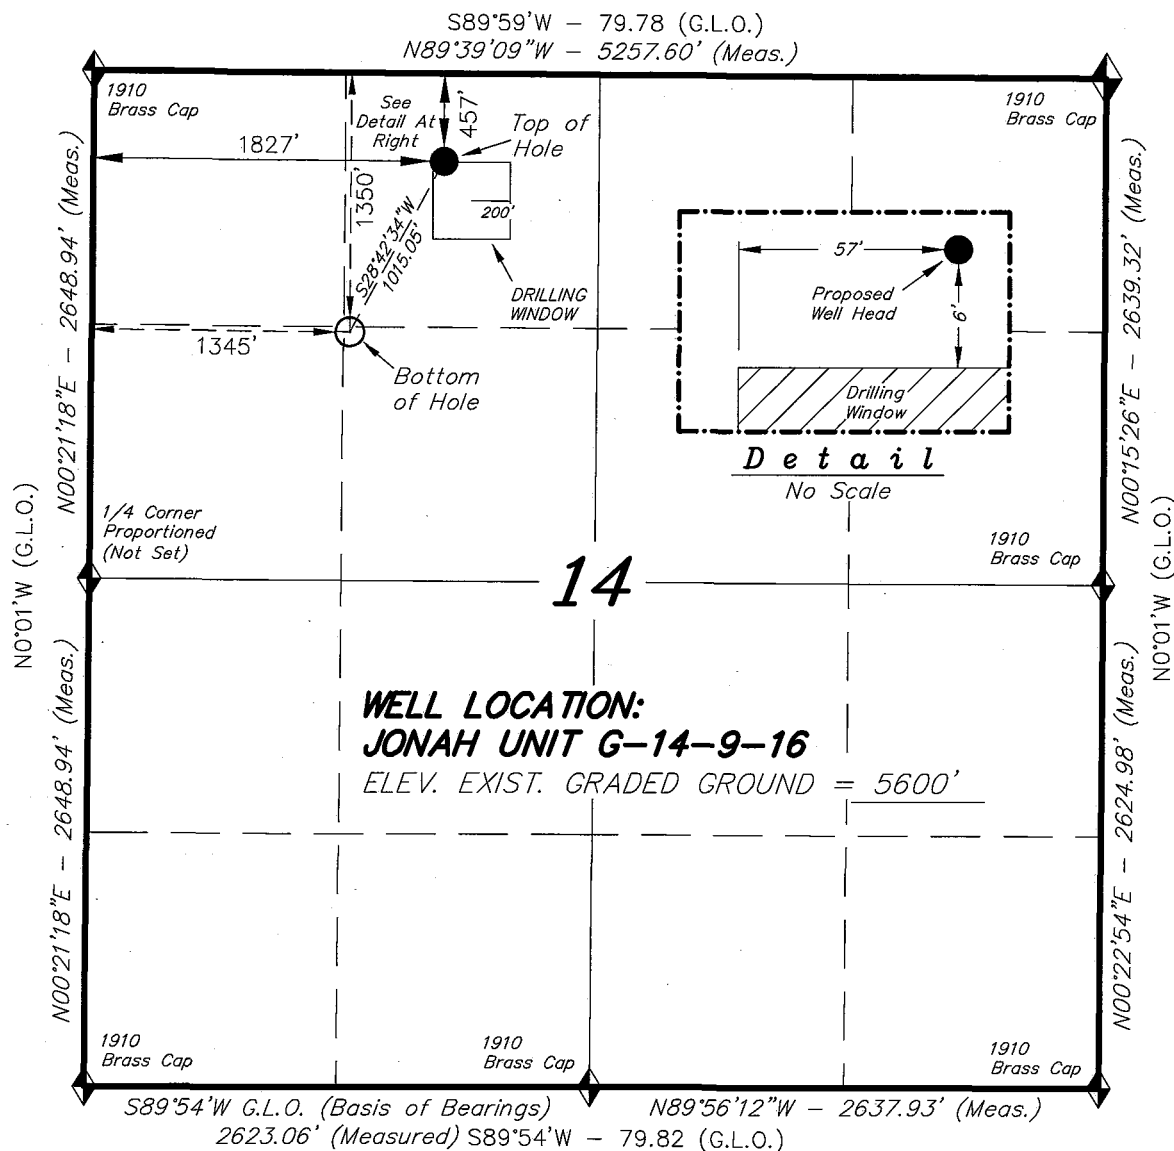 S89°59'W – 79.78 (G.L.O.)
N89°39'09"W – 5257.60' (Meas.)
1910
Brass Cap
See
Detail At
Right
457'
Top of
Hole
1910
Brass Cap
1827'
1350'
200'
S28°42'34"W
1015.05'
DRILLING
WINDOW
1345'
Bottom
of Hole
57'
Proposed
Well Head
6'
Drilling
Window
Detail
No Scale
N00°21'18"E – 2648.94' (Meas.)
N00°15'26"E – 2639.32' (Meas.)
1/4 Corner
Proportioned
(Not Set)
1910
Brass Cap
N0°01'W (G.L.O.)
N0°01'W (G.L.O.)
14
WELL LOCATION:
JONAH UNIT G–14–9–16
ELEV. EXIST. GRADED GROUND = 5600'
N00°21'18"E – 2648.94' (Meas.)
N00°22'54"E – 2624.98' (Meas.)
1910
Brass Cap
1910
Brass Cap
1910
Brass Cap
S89°54'W G.L.O. (Basis of Bearings)
2623.06' (Measured)
N89°56'12"W – 2637.93' (Meas.)
S89°54'W – 79.82 (G.L.O.)